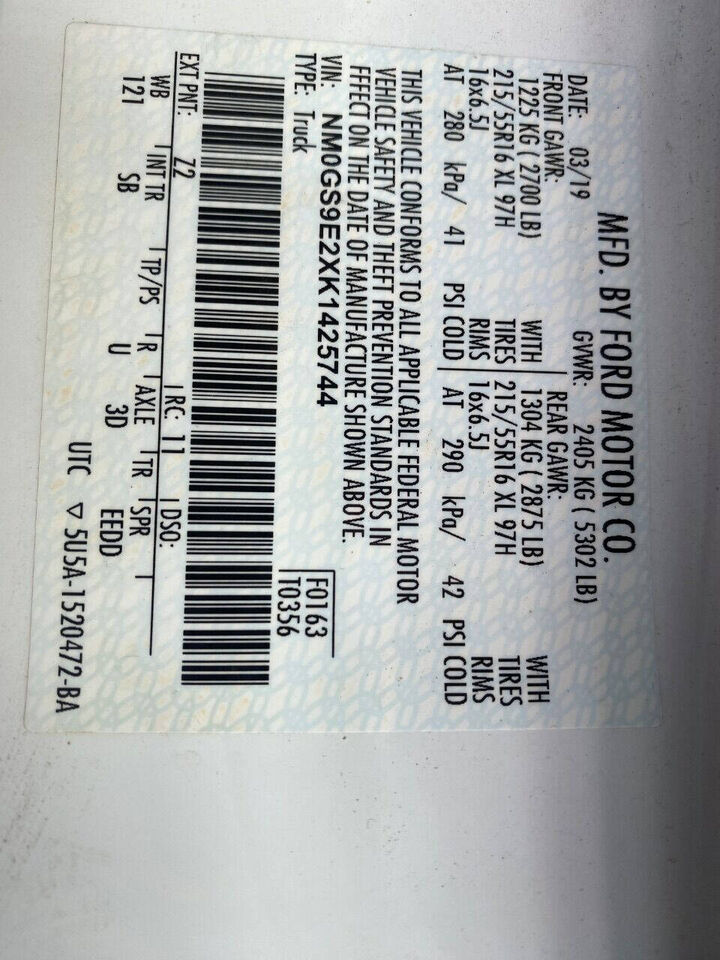 MFD. BY FORD MOTOR CO.
DATE: 03/19 GVWR: 2405 KG ( 5302 LB)
FRONT GAWR: REAR GAWR:
1225 KG ( 2700 LB) WITH 1304 KG ( 2875 LB) WITH
215/55R16 XL 97H TIRES 215/55R16 XL 97H TIRES
16x6.5J RIMS 16x6.5J RIMS
AT 280 kPa/ 41 PSI COLD AT 290 kPa/ 42 PSI COLD
THIS VEHICLE CONFORMS TO ALL APPLICABLE FEDERAL MOTOR
VEHICLE SAFETY AND THEFT PREVENTION STANDARDS IN
EFFECT ON THE DATE OF MANUFACTURE SHOWN ABOVE.
VIN: NM0GS9E2XK1425744 F0163
TYPE: Truck T0356
EXT PNT: Z2 RC: 11 DSO:
WB INT TR TP/PS R AXLE TR SPR
121 SB U 3D EEDD
UTC ▽ 5U5A-1520472-BA